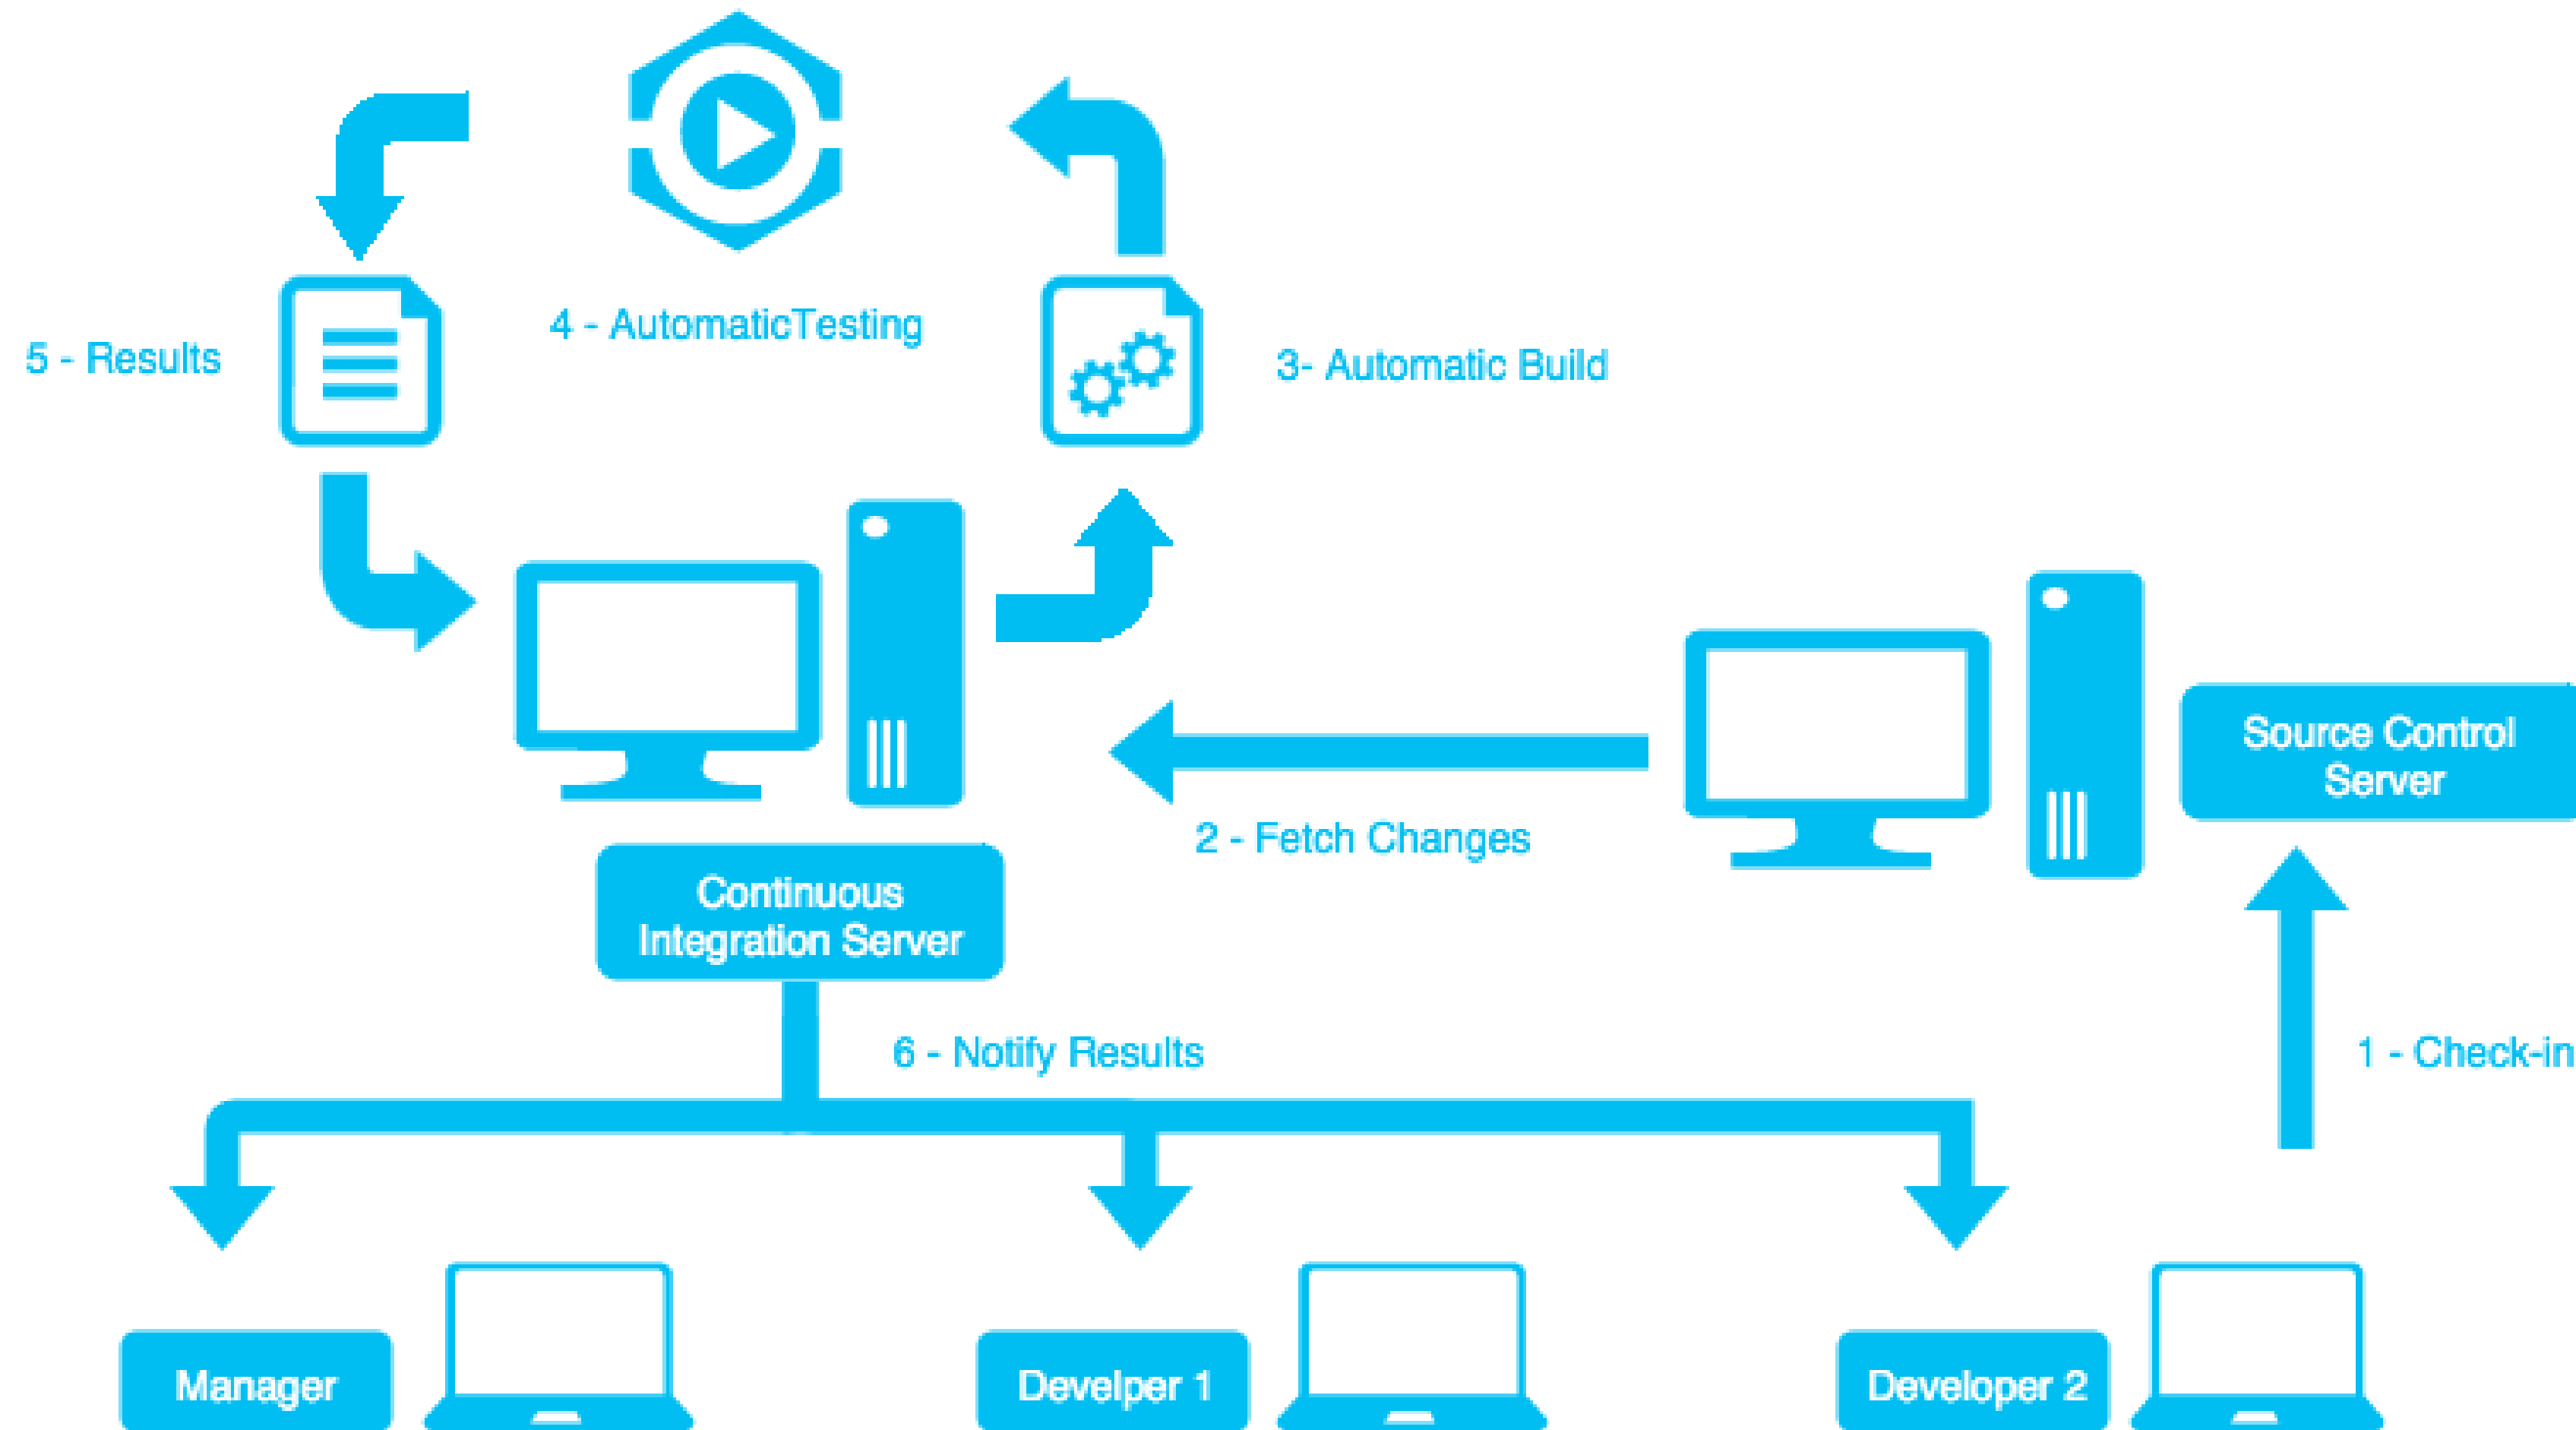 4 - AutomaticTesting
5 - Results
3- Automatic Build
Source Control
Server
2 - Fetch Changes
Continuous
Integration Server
6 - Notify Results
1 - Check-in
Manager
Develper 1
Developer 2